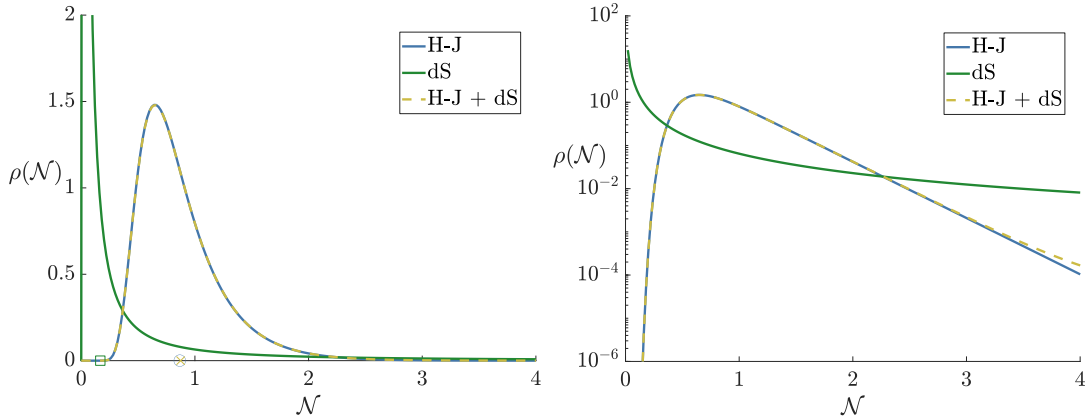 2
1.5
ρ(𝒩)
1
0.5
0
0 1 2 3 4
𝒩
H-J
dS
H-J + dS
10^2
10^0
ρ(𝒩)
10^-2
10^-4
10^-6
0 1 2 3 4
𝒩
H-J
dS
H-J + dS